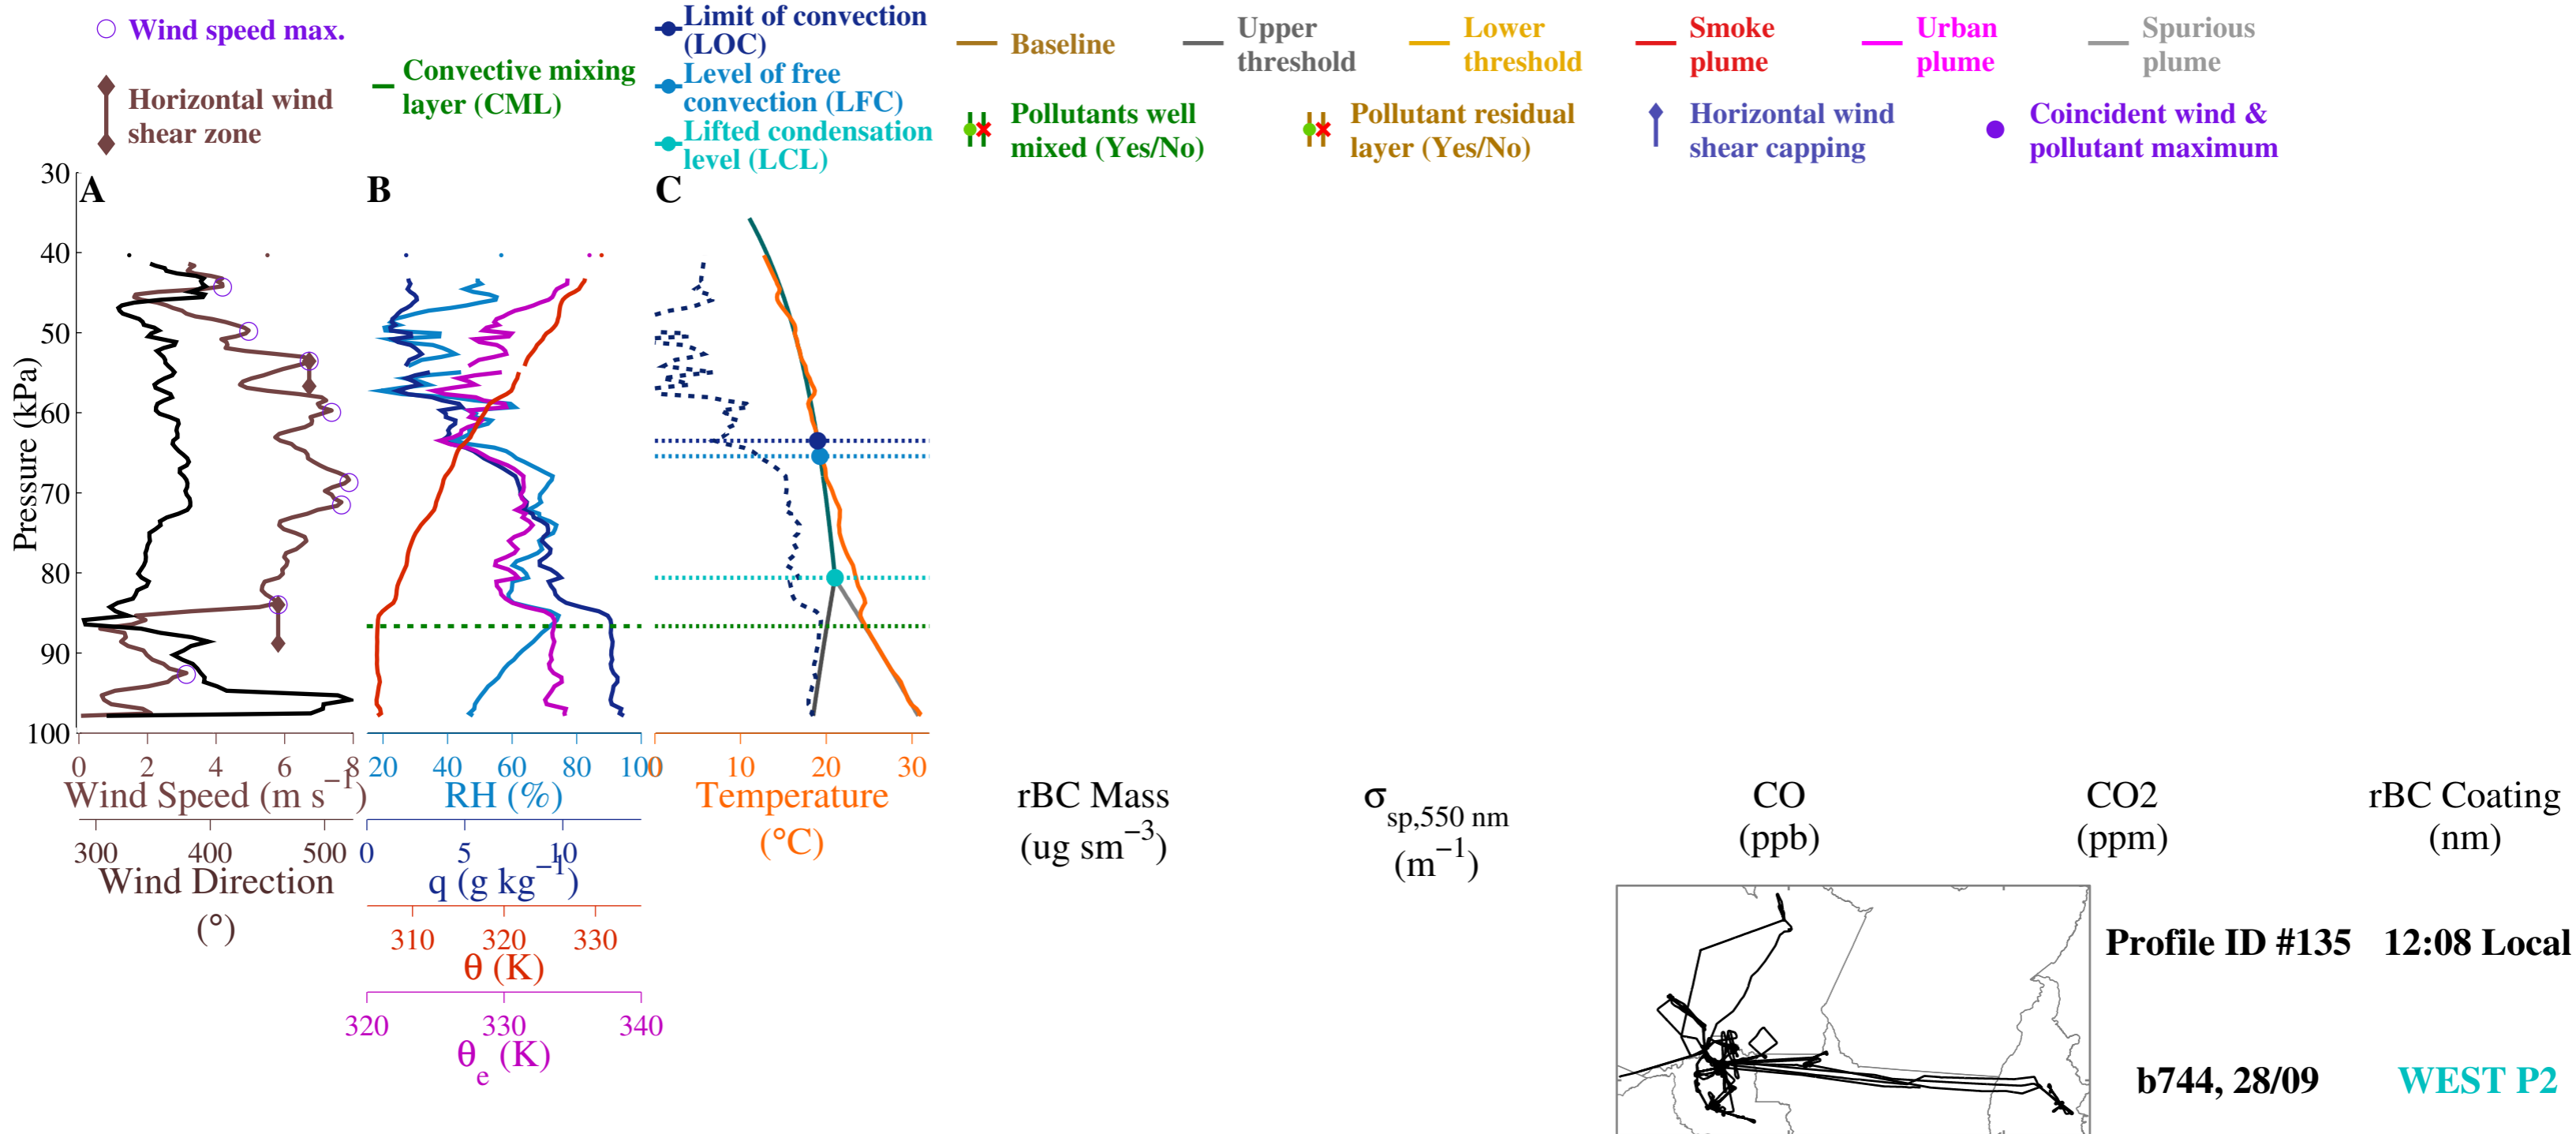 Wind speed max.
Horizontal wind
shear zone
Convective mixing
layer (CML)
Limit of convection
(LOC)
Level of free
convection (LFC)
Lifted condensation
level (LCL)
Baseline
Upper
threshold
Lower
threshold
Smoke
plume
Urban
plume
Spurious
plume
Pollutants well
mixed (Yes/No)
Pollutant residual
layer (Yes/No)
Horizontal wind
shear capping
Coincident wind &
pollutant maximum
A
B
C
30
40
50
60
70
80
90
100
Pressure (kPa)
0 2 4 6 8
Wind Speed (m s−1)
300 400 500
Wind Direction
(°)
20 40 60 80 100
RH (%)
0 5 10
q (g kg−1)
310 320 330
θ (K)
320 330 340
θe (K)
0 10 20 30
Temperature
(°C)
rBC Mass
(ug sm−3)
σsp,550 nm
(m−1)
CO
(ppb)
CO2
(ppm)
rBC Coating
(nm)
Profile ID #135 12:08 Local
b744, 28/09 WEST P2